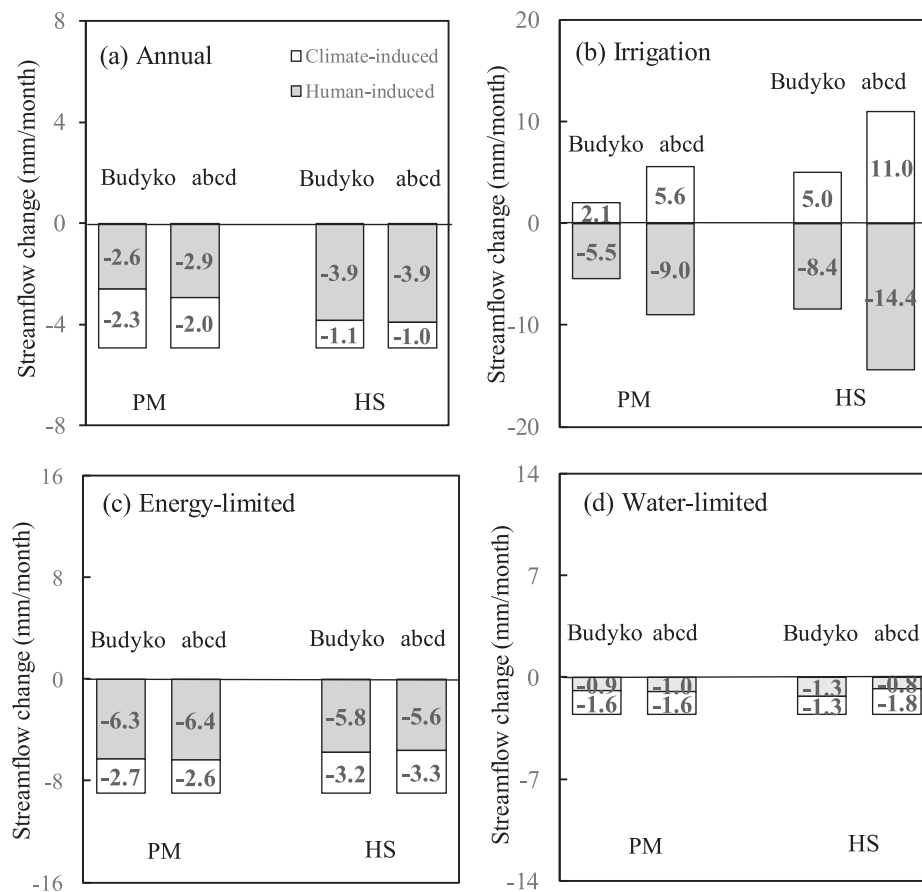 (a) Annual
Climate-induced
Human-induced
Streamflow change (mm/month)
8
4
0
-4
-8
Budyko abcd Budyko abcd
-2.6 -2.9 -3.9 -3.9
-2.3 -2.0 -1.1 -1.0
PM HS
(b) Irrigation
Streamflow change (mm/month)
20
10
0
-10
-20
Budyko abcd
Budyko abcd
2.1 5.6 5.0 11.0
-5.5 -9.0 -8.4 -14.4
PM HS
(c) Energy-limited
Streamflow change (mm/month)
16
8
0
-8
-16
Budyko abcd Budyko abcd
-6.3 -6.4 -5.8 -5.6
-2.7 -2.6 -3.2 -3.3
PM HS
(d) Water-limited
Streamflow change (mm/month)
14
7
0
-7
-14
Budyko abcd Budyko abcd
-0.9 -1.0 -1.3 -0.8
-1.6 -1.6 -1.3 -1.8
PM HS